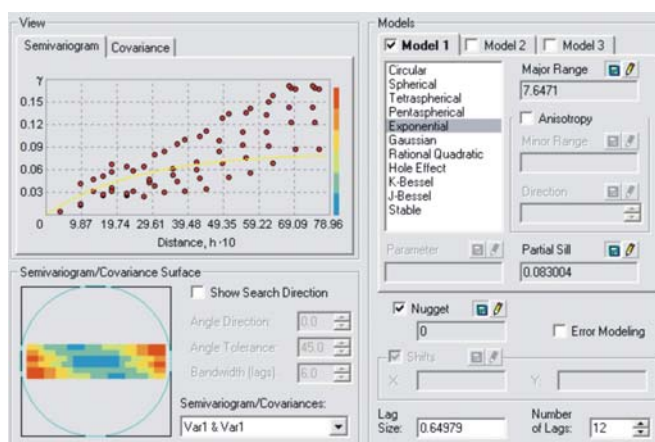 View
Semivariogram
Covariance
γ
0.15
0.12
0.09
0.06
0.03
0
9.87
19.74
29.61
39.48
49.35
59.22
69.09
78.96
Distance, h ·10
Semivariogram/Covariance Surface
Show Search Direction
Angle Direction:
0.0
Angle Tolerance:
45.0
Bandwidth (lags):
6.0
Semivariogram/Covariances:
Var1 & Var1
Models
Model 1
Model 2
Model 3
Circular
Spherical
Tetraspherical
Pentaspherical
Exponential
Gaussian
Rational Quadratic
Hole Effect
K-Bessel
J-Bessel
Stable
Major Range
7.6471
Anisotropy
Minor Range
Direction
Parameter
Partial Sill
0.083004
Nugget
0
Error Modeling
Shifts
X:
Y:
Lag
Size:
0.64979
Number
of Lags:
12